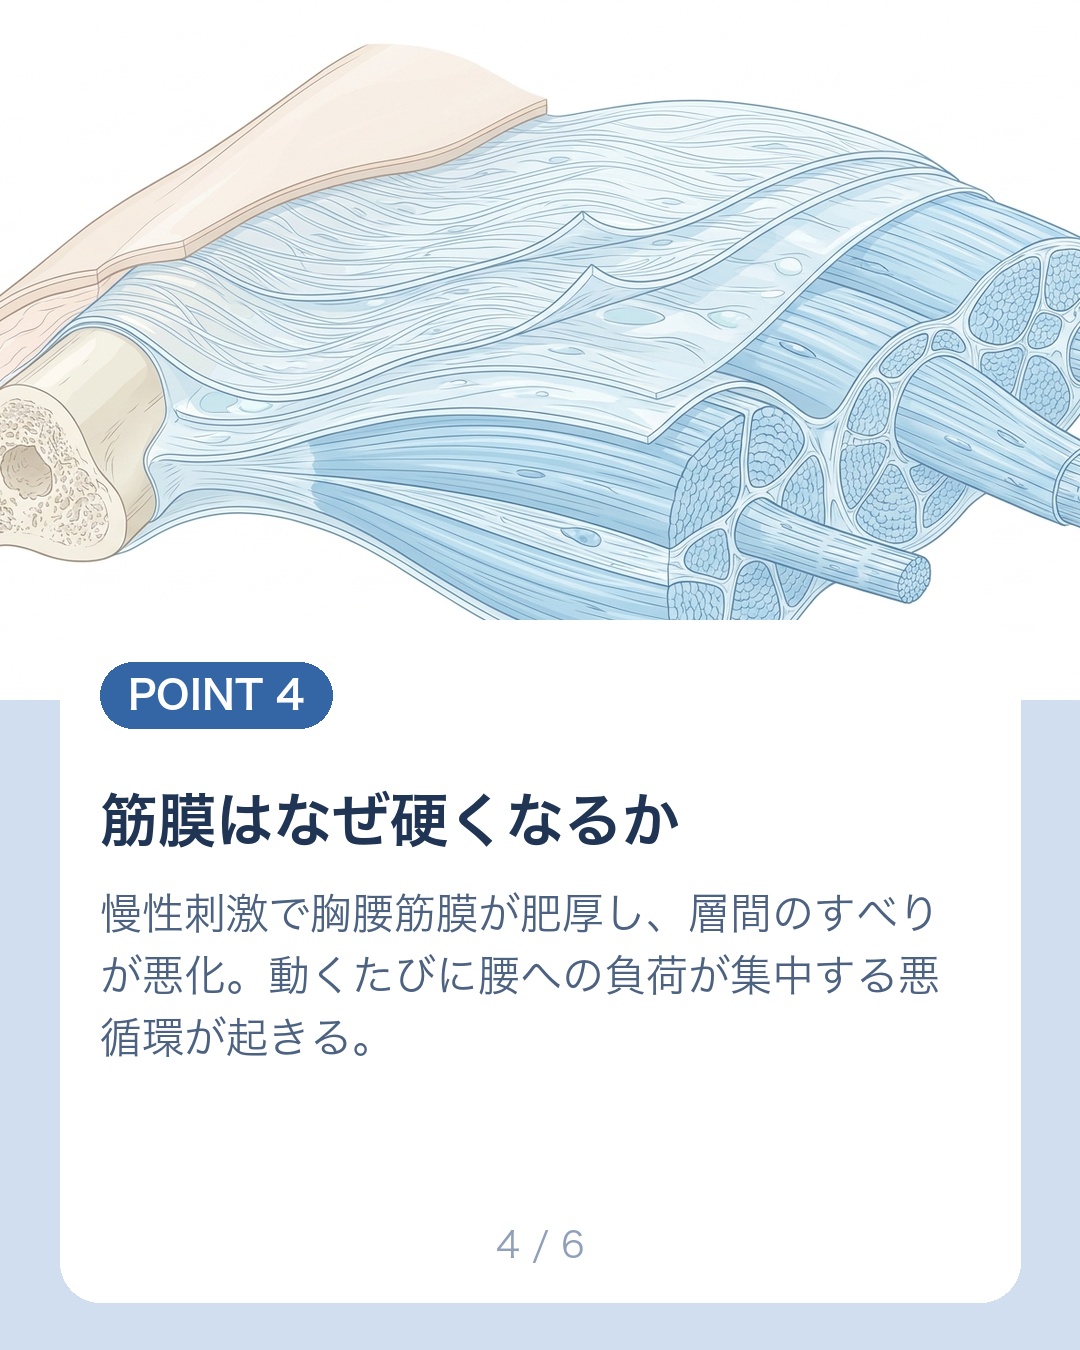 POINT 4
筋膜はなぜ硬くなるか
慢性刺激で胸腰筋膜が肥厚し、層間のすべり
が悪化。動くたびに腰への負荷が集中する悪
循環が起きる。
4 / 6